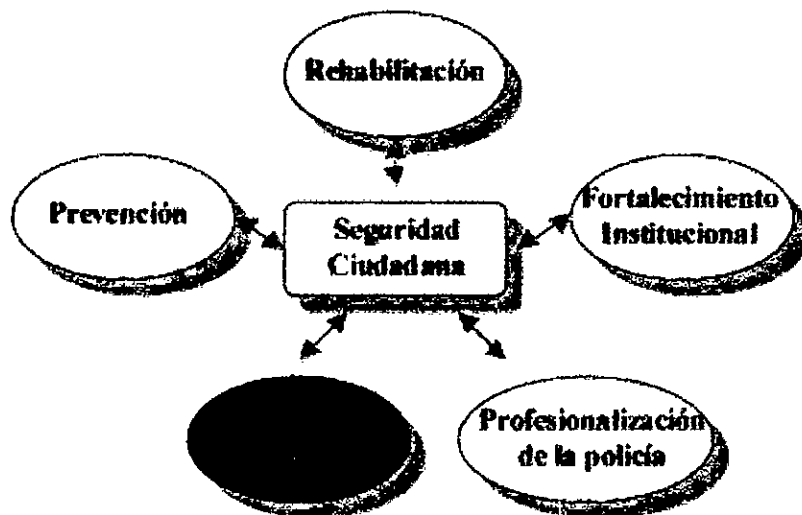 Rehabilitación
Prevención
Seguridad
Ciudadana
Fortalecimiento
Institucional
Profesionalización
de la policía